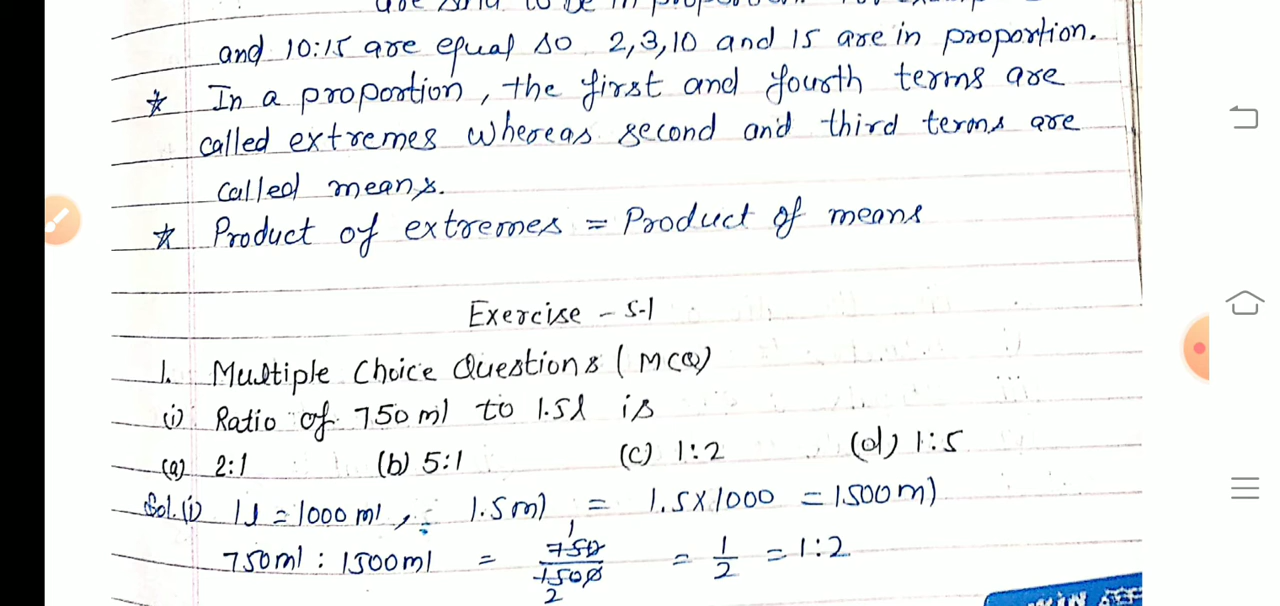 and 10:15 are equal so 2,3,10 and 15 are in proportion.
* In a proportion, the first and fourth terms are
called extremes whereas second and third terms are
called means.
* Product of extremes = Product of means
Exercise - 5.1
1. Multiple Choice Questions (MCQ)
(i) Ratio of 750 ml to 1.5l is
(a) 2:1 (b) 5:1 (c) 1:2 (d) 1:5
Sol.(i) 1l = 1000 ml, 1.5ml = 1.5X1000 = 1500ml
750ml : 1500ml = 750/1500 = 1/2 = 1:2